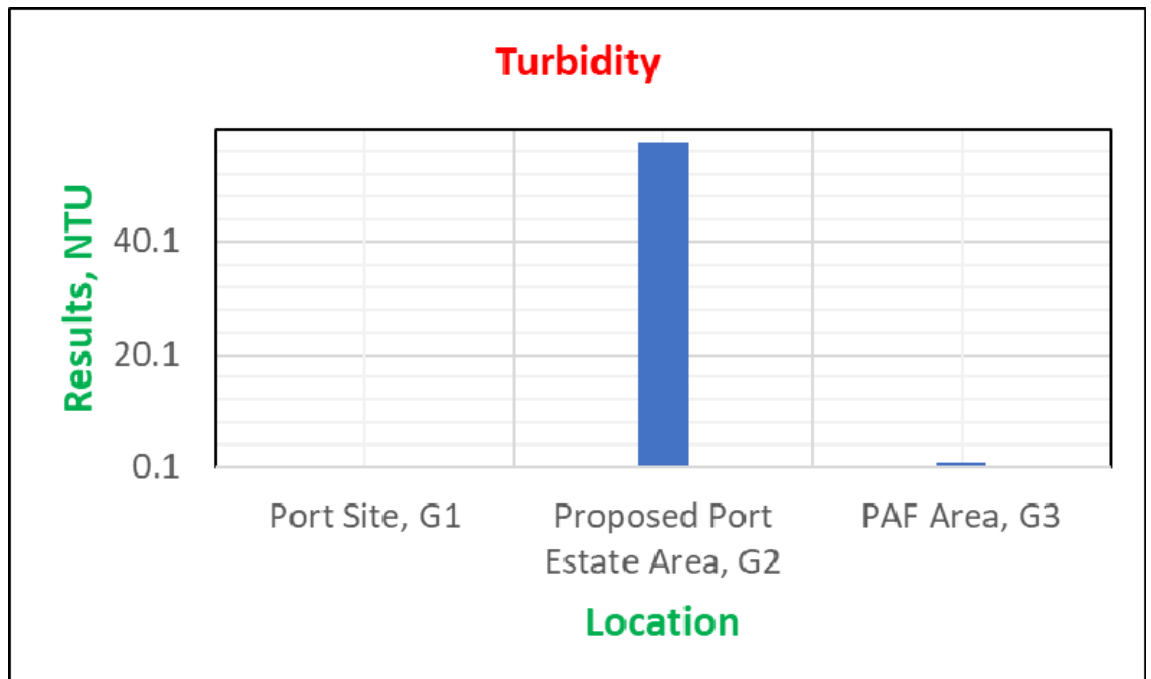 Turbidity
Results, NTU
40.1
20.1
0.1
Port Site, G1
Proposed Port
Estate Area, G2
PAF Area, G3
Location